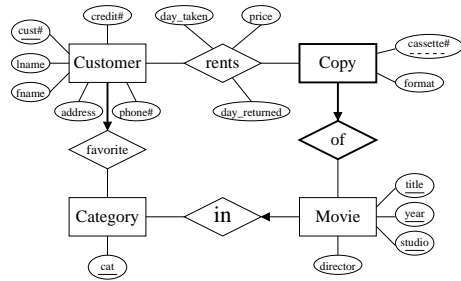 credit#
day_taken
price
cust#
cassette#
lname
Customer
rents
Copy
fname
format
address
phone#
day_returned
favorite
of
title
Category
in
Movie
year
studio
cat
director